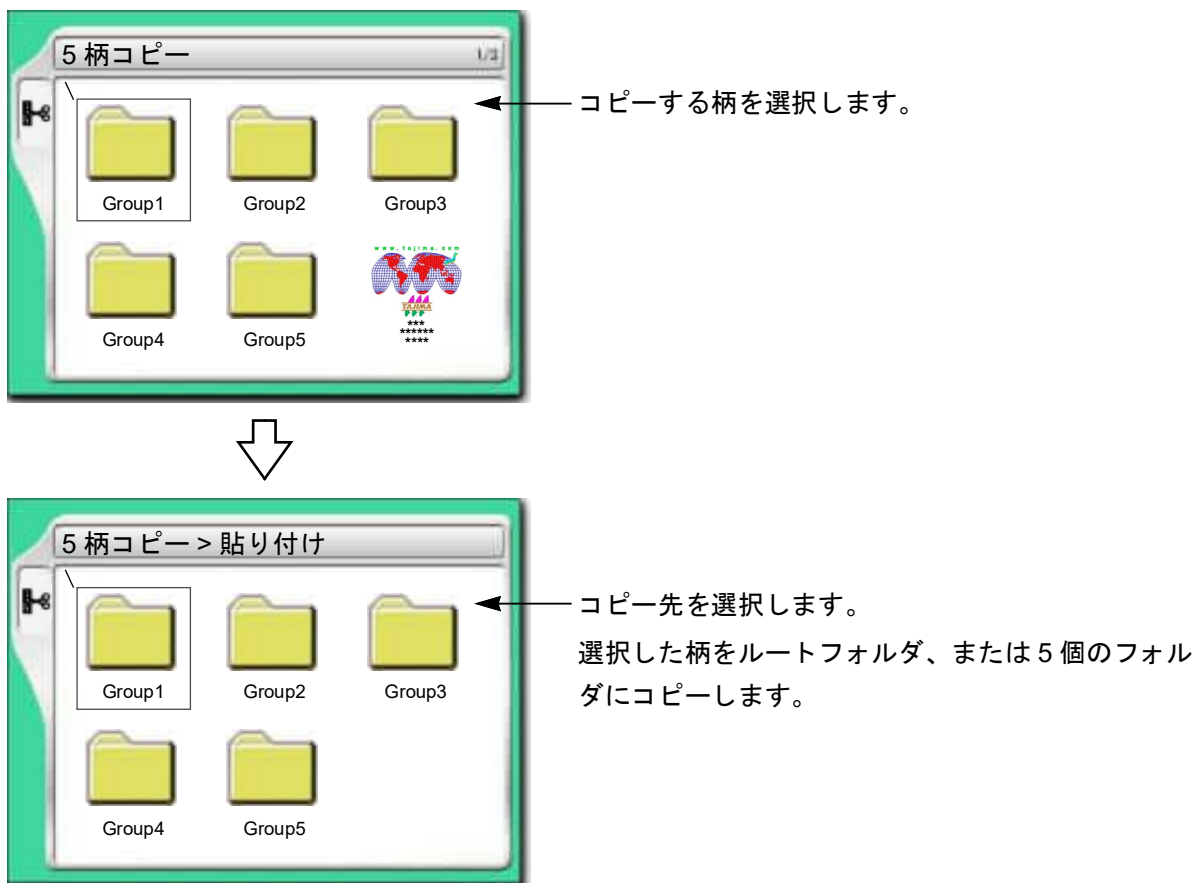 5 柄コピー
1/3
コピーする柄を選択します。
Group1 Group2 Group3
www.tajima.com
TAJIMA
***
******
****
Group4 Group5
5 柄コピー > 貼り付け
コピー先を選択します。
選択した柄をルートフォルダ、または 5 個のフォル
ダにコピーします。
Group1 Group2 Group3
Group4 Group5